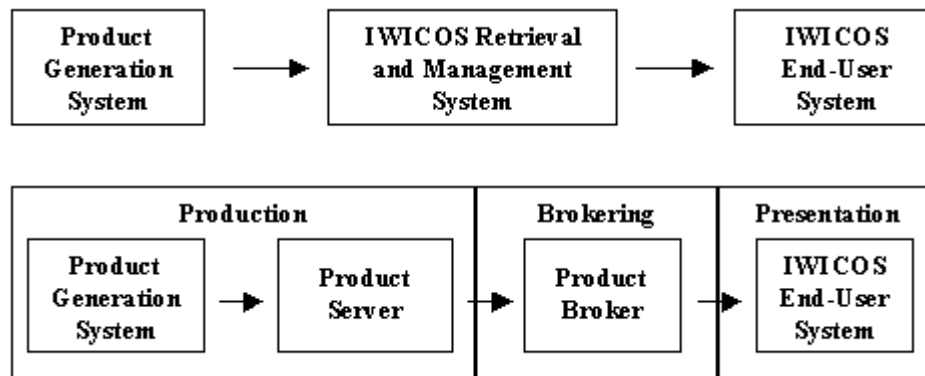 Product
Generation
System
IWICOS Retrieval
and Management
System
IWICOS
End-User
System
Production
Product
Generation
System
Product
Server
Brokering
Product
Broker
Presentation
IWICOS
End-User
System